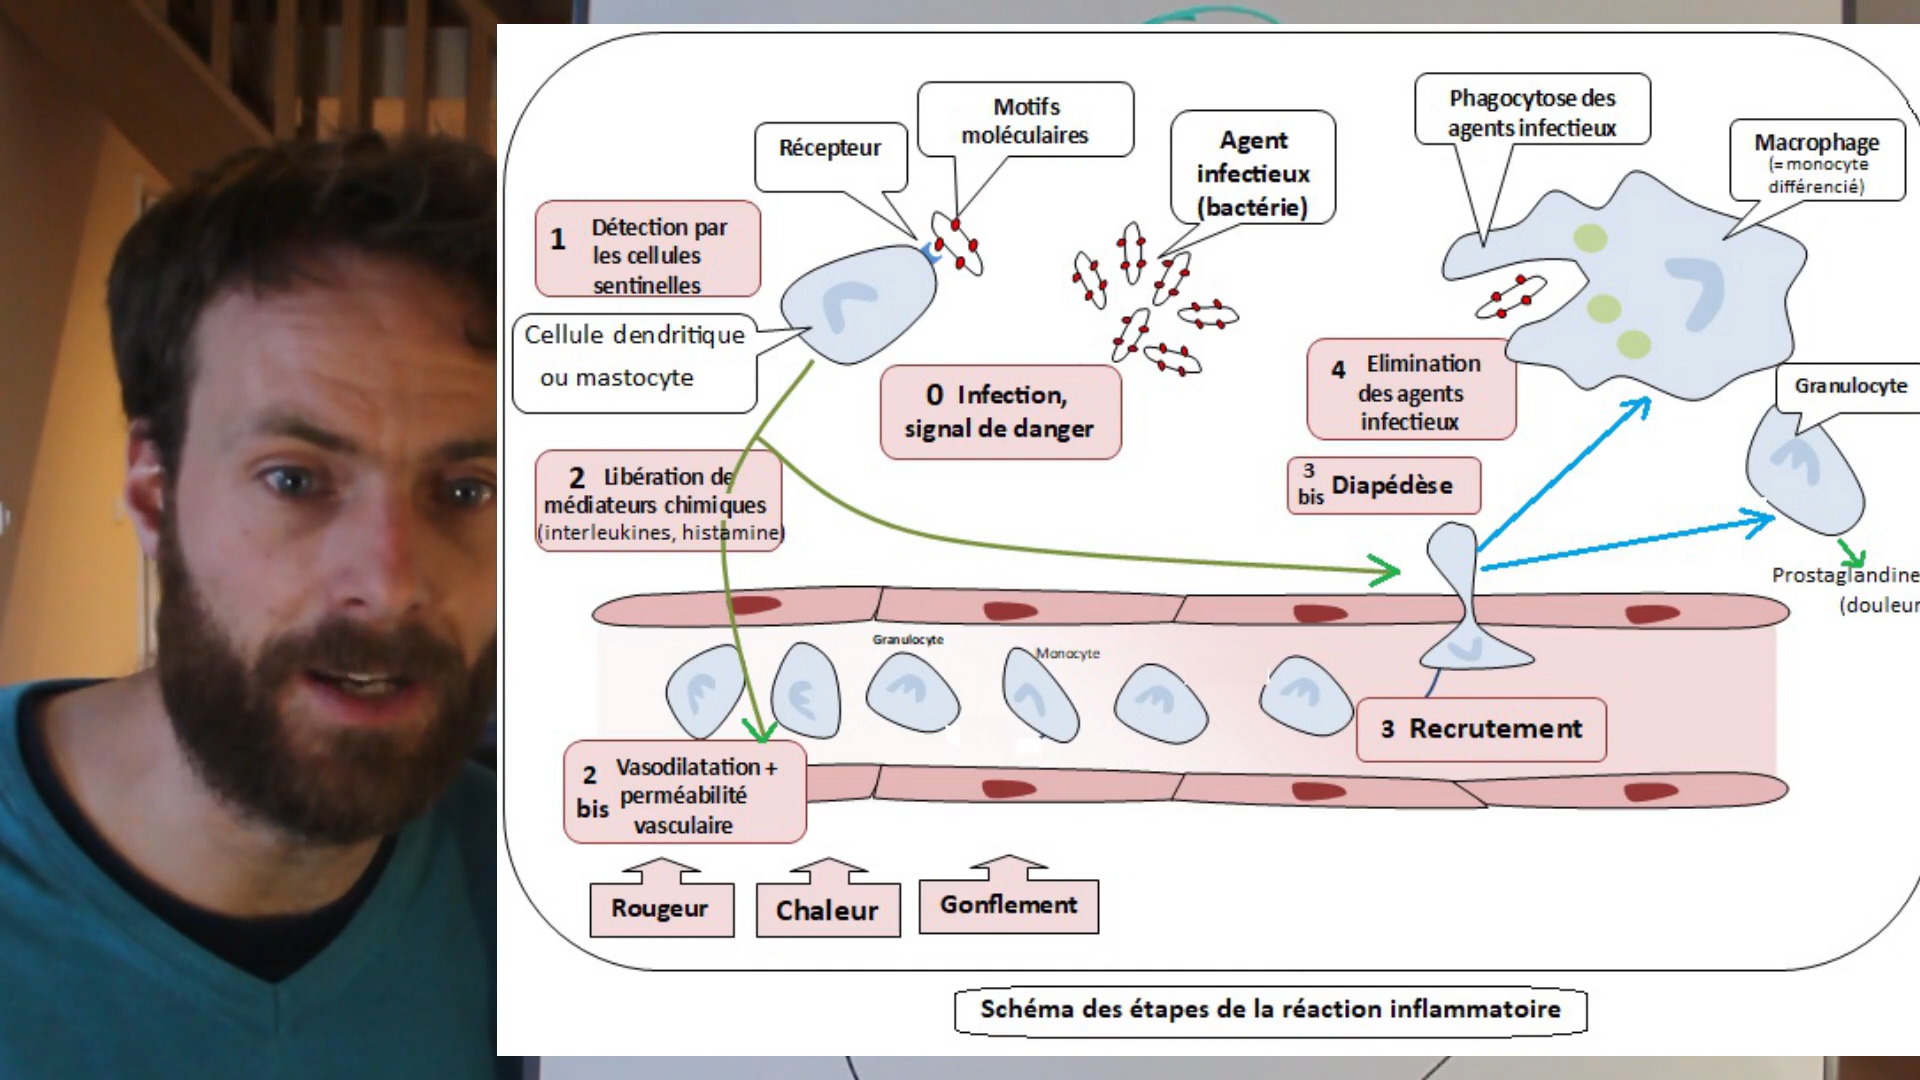 Récepteur
Motifs
moléculaires
Agent
infectieux
(bactérie)
Phagocytose des
agents infectieux
Macrophage
(= monocyte
différencié)
1 Détection par
les cellules
sentinelles
Cellule dendritique
ou mastocyte
0 Infection,
signal de danger
4 Elimination
des agents
infectieux
Granulocyte
2 Libération de
médiateurs chimiques
(interleukines, histamine)
3
bis Diapédèse
Prostaglandine
(douleur
Granulocyte
Monocyte
3 Recrutement
2
bis
Vasodilatation +
perméabilité
vasculaire
Rougeur
Chaleur
Gonflement
Schéma des étapes de la réaction inflammatoire